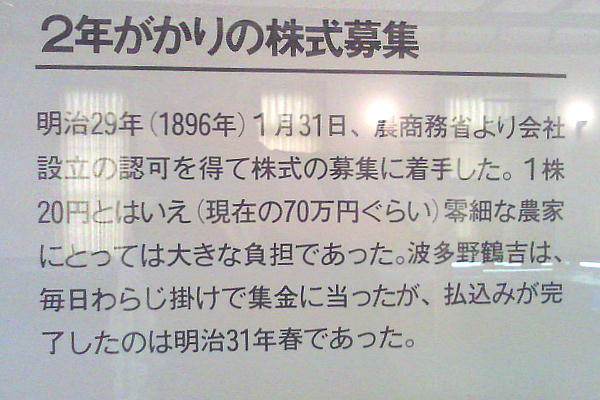 2年がかりの株式募集
明治29年(1896年)1月31日、農商務省より会社
設立の認可を得て株式の募集に着手した。1株
20円とはいえ(現在の70万円ぐらい)零細な農家
にとっては大きな負担であった。波多野鶴吉は、
毎日わらじ掛けで集金に当ったが、払込みが完
了したのは明治31年春であった。